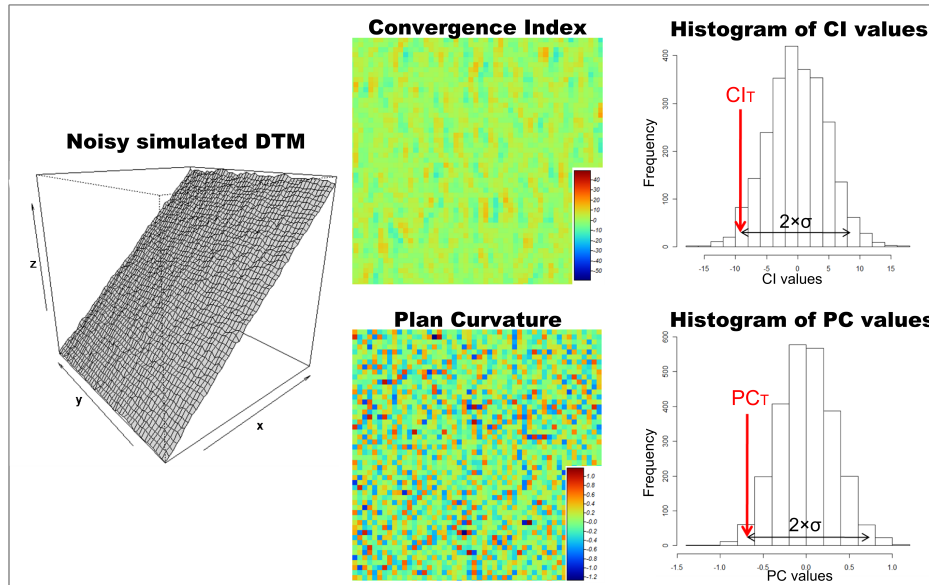 Noisy simulated DTM
z
y
x
Convergence Index
40
30
20
10
0
-10
-20
-30
-40
-50
Histogram of CI values
Frequency
0
100
200
300
400
CIT
2×σ
-15
-10
-5
0
5
10
15
CI values
Plan Curvature
1.0
0.8
0.6
0.4
0.2
-0.0
-0.2
-0.4
-0.6
-0.8
-1.0
-1.2
Histogram of PC values
Frequency
0
100
200
300
400
500
600
PCT
2×σ
-1.5
-1.0
-0.5
0.0
0.5
1.0
PC values